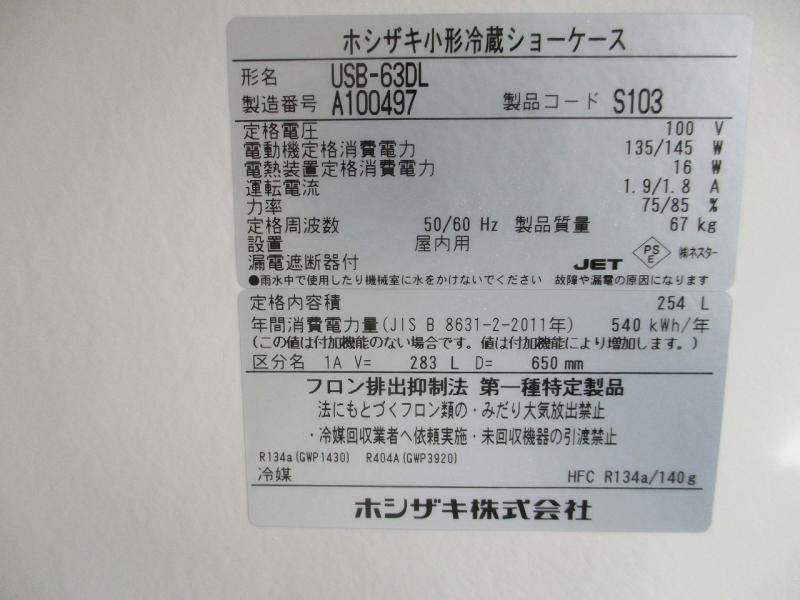 ホシザキ小形冷蔵ショーケース
形名 USB-63DL
製造番号 A100497 製品コード S103
定格電圧 100 V
電動機定格消費電力 135/145 W
電熱装置定格消費電力 16 W
運転電流 1.9/1.8 A
力率 75/85 %
定格周波数 50/60 Hz 製品質量 67 kg
設置 屋内用
漏電遮断器付 JET PS E ㈱ネスター
●雨水中で使用したり機械室に水をかけないでください 故障や漏電の原因になります
定格内容積 254 L
年間消費電力量(JIS B 8631-2-2011年) 540 kWh/年
(この値は付加機能のない場合です。値は付加機能により増加します。)
区分名 1A V= 283 L D= 650 mm
フロン排出抑制法 第一種特定製品
法にもとづくフロン類の・みだり大気放出禁止
・冷媒回収業者へ依頼実施・未回収機器の引渡禁止
R134a(GWP1430) R404A(GWP3920)
冷媒 HFC R134a/140g
ホシザキ株式会社